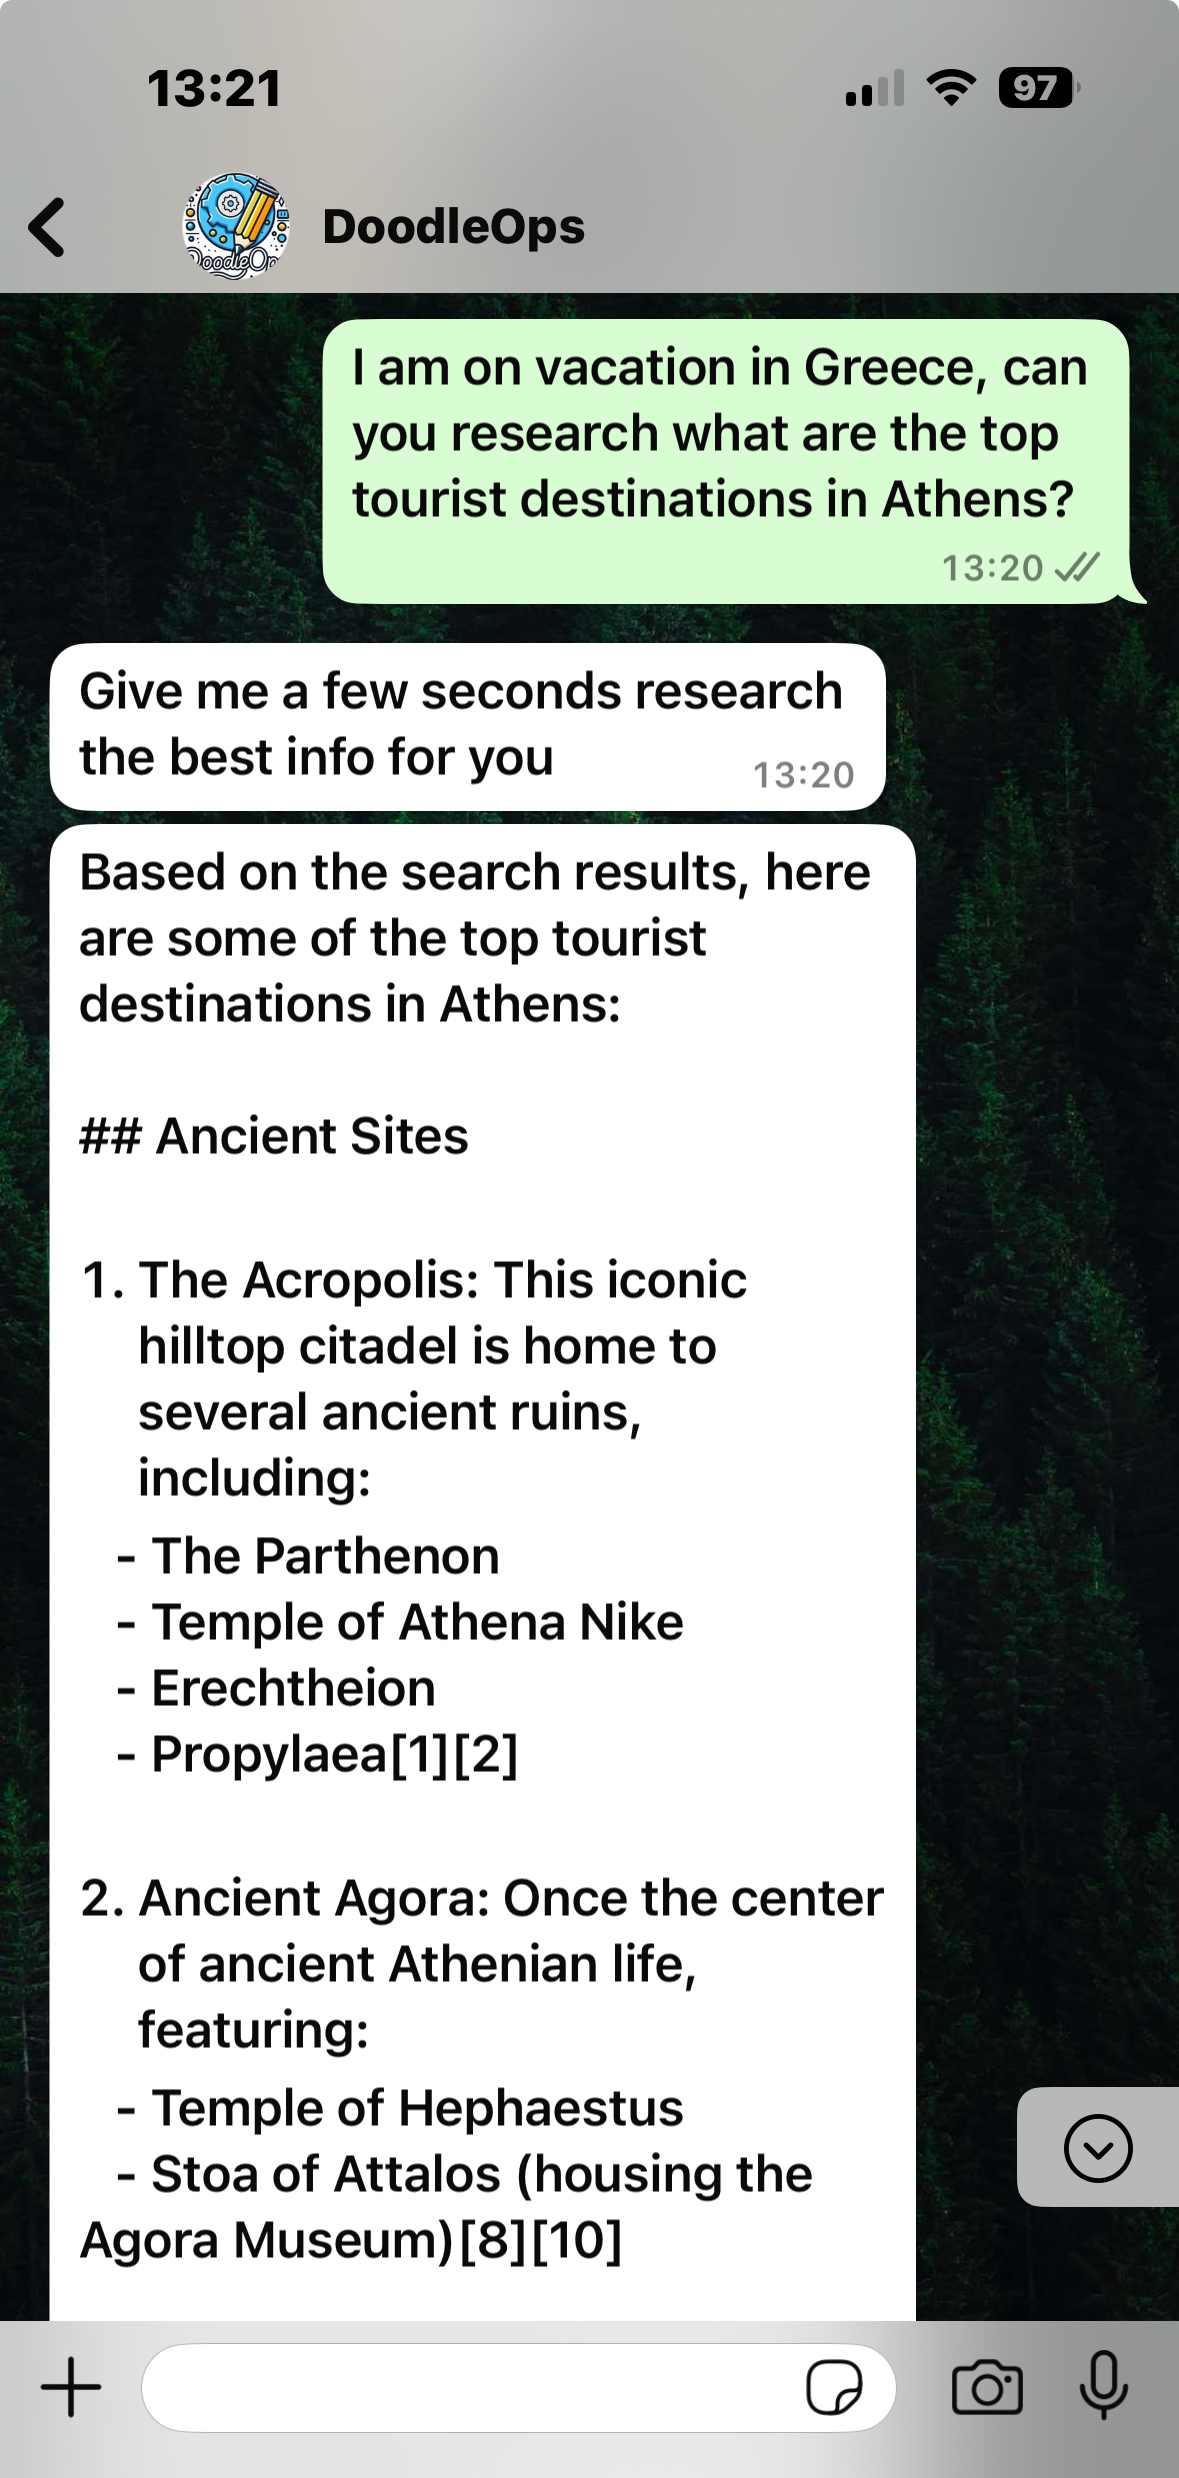 13:21
97
DoodleOps
DoodleOp
I am on vacation in Greece, can
you research what are the top
tourist destinations in Athens?
13:20
Give me a few seconds research
the best info for you
13:20
Based on the search results, here
are some of the top tourist
destinations in Athens:
## Ancient Sites
1. The Acropolis: This iconic
hilltop citadel is home to
several ancient ruins,
including:
- The Parthenon
- Temple of Athena Nike
- Erechtheion
- Propylaea[1][2]
2. Ancient Agora: Once the center
of ancient Athenian life,
featuring:
- Temple of Hephaestus
- Stoa of Attalos (housing the
Agora Museum)[8][10]